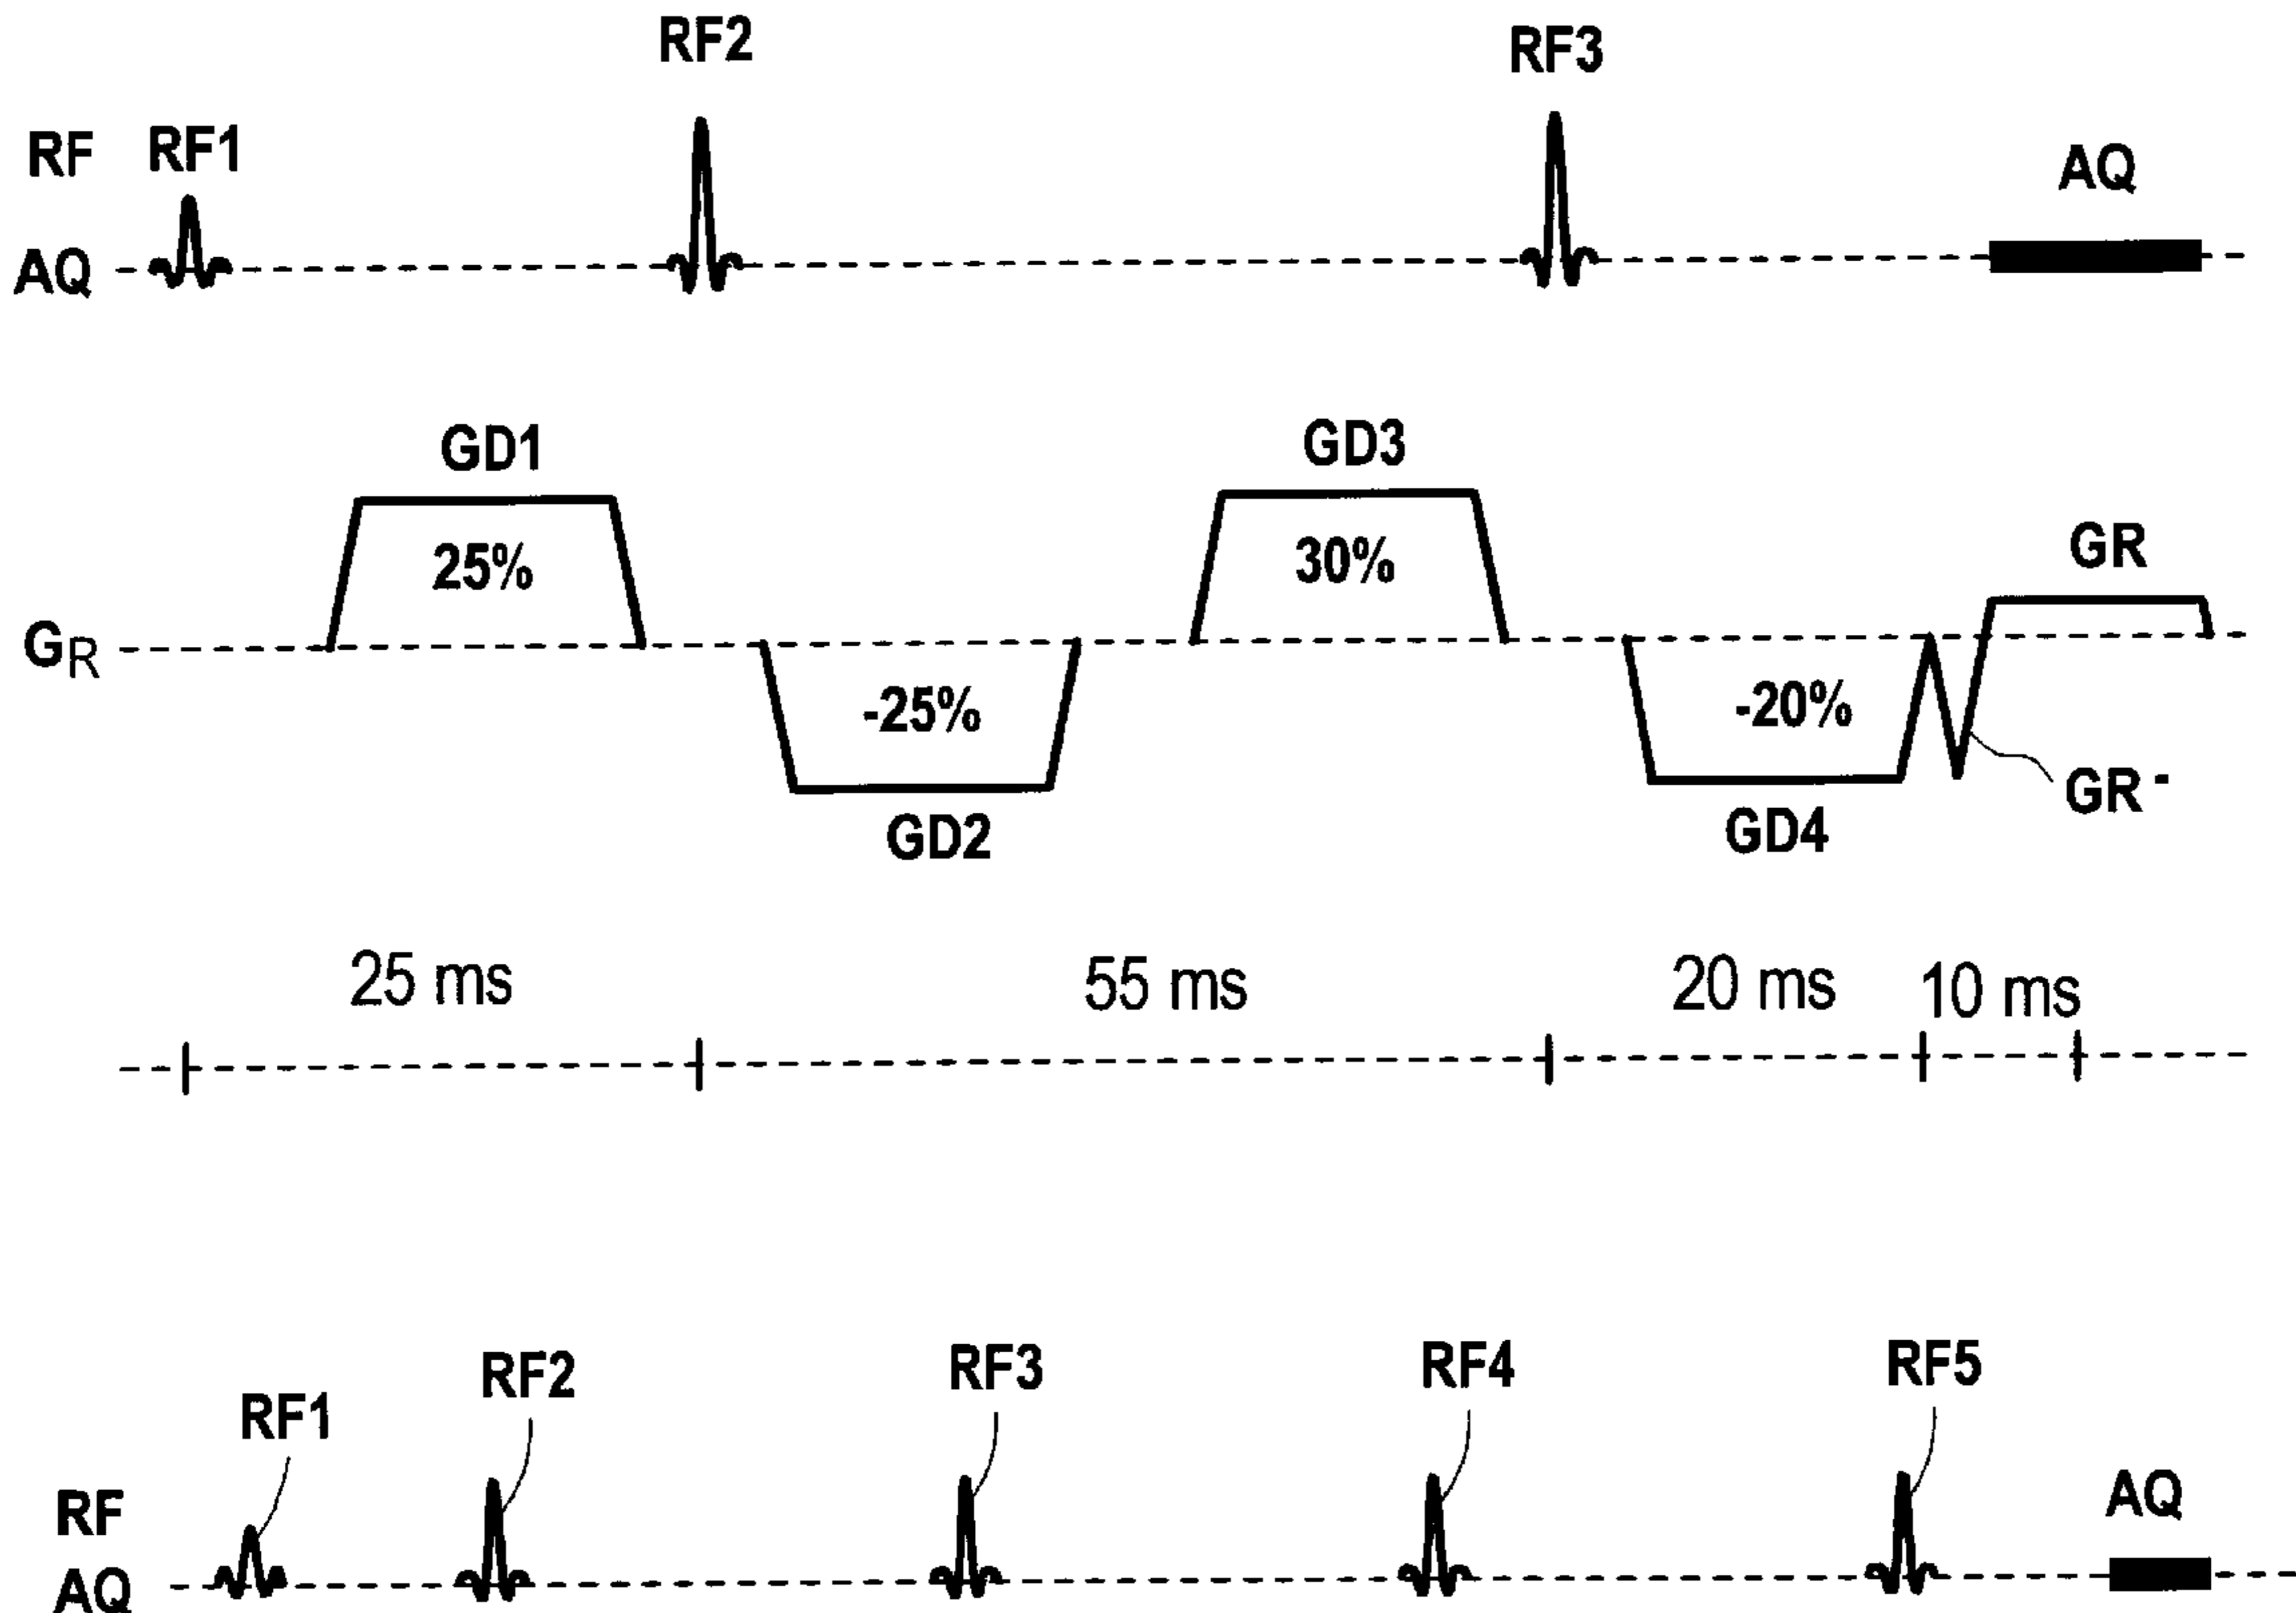 RF2
RF3
RF RF1
AQ
AQ
GD1
GD3
25%
30%
GR
GR
-25%
-20%
GR -
GD2
GD4
25 ms
55 ms
20 ms
10 ms
RF1
RF2
RF3
RF4
RF5
RF
AQ
AQ